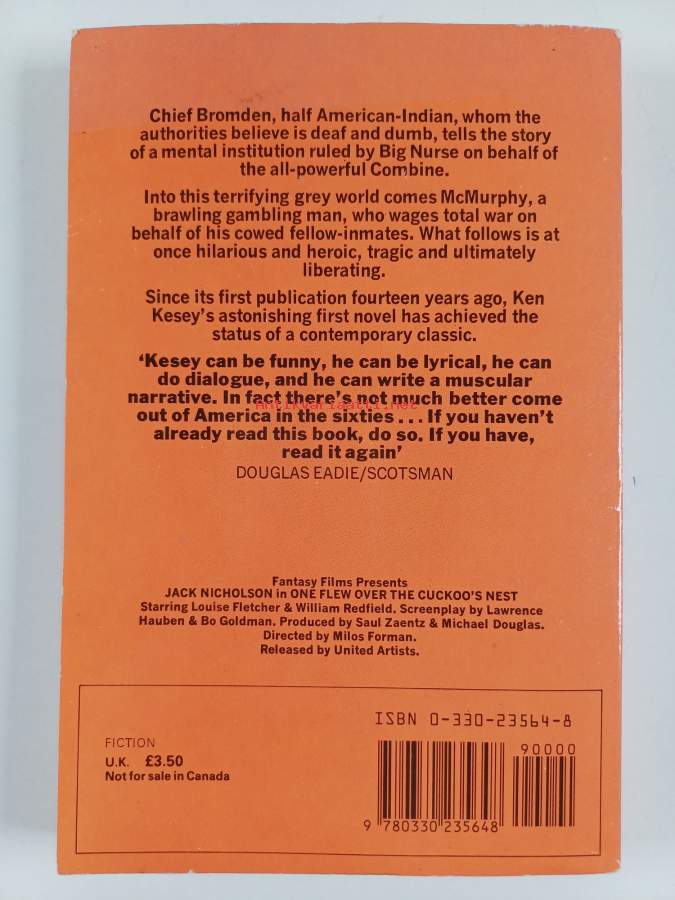 Chief Bromden, half American-Indian, whom the
authorities believe is deaf and dumb, tells the story
of a mental institution ruled by Big Nurse on behalf of
the all-powerful Combine.
Into this terrifying grey world comes McMurphy, a
brawling gambling man, who wages total war on
behalf of his cowed fellow-inmates. What follows is at
once hilarious and heroic, tragic and ultimately
liberating.
Since its first publication fourteen years ago, Ken
Kesey's astonishing first novel has achieved the
status of a contemporary classic.
'Kesey can be funny, he can be lyrical, he can
do dialogue, and he can write a muscular
narrative. In fact there's not much better come
Antikvariaatti.net
out of America in the sixties... If you haven't
already read this book, do so. If you have,
read it again'
DOUGLAS EADIE/SCOTSMAN
Fantasy Films Presents
JACK NICHOLSON in ONE FLEW OVER THE CUCKOO'S NEST
Starring Louise Fletcher & William Redfield. Screenplay by Lawrence
Hauben & Bo Goldman. Produced by Saul Zaentz & Michael Douglas.
Directed by Milos Forman.
Released by United Artists.
ISBN 0-330-23564-8
90000
FICTION
U.K. £3.50
Not for sale in Canada
9 780330 235648